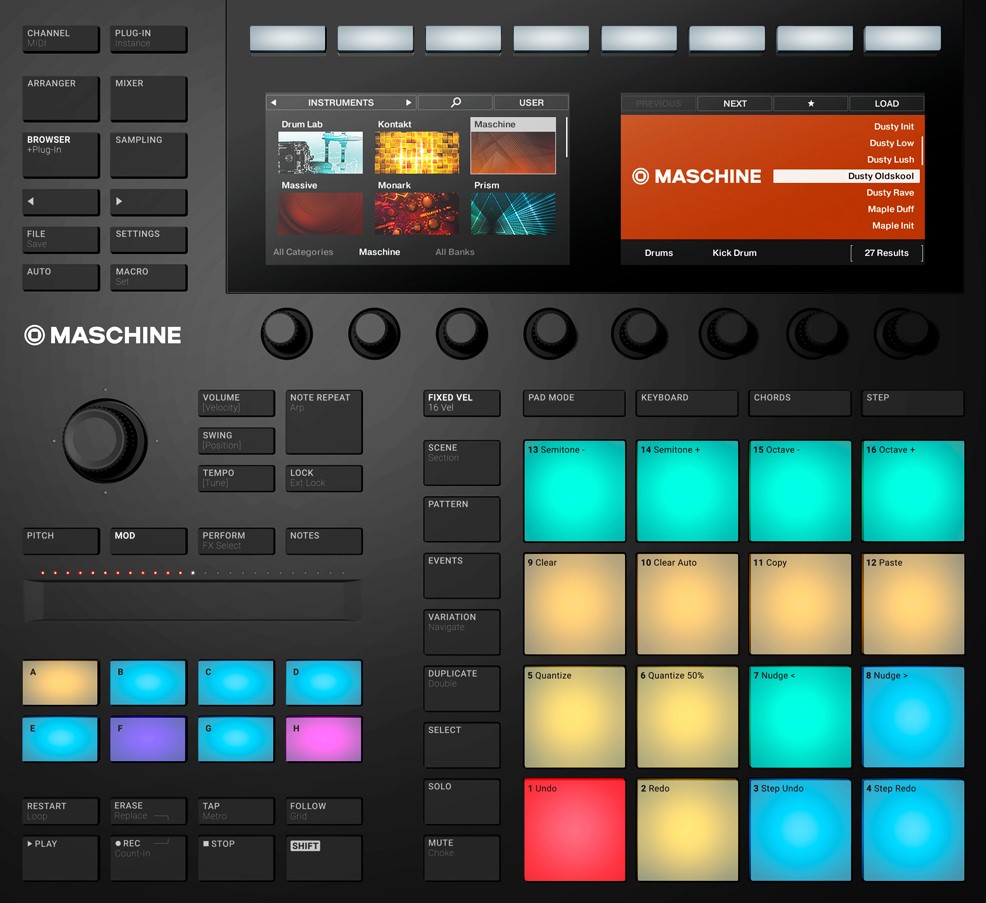 CHANNEL
MIDI
PLUG-IN
Instance
ARRANGER
MIXER
BROWSER
+Plug-In
SAMPLING
FILE
Save
SETTINGS
AUTO
MACRO
Set
INSTRUMENTS
USER
Drum Lab
Kontakt
Maschine
Massive
Monark
Prism
All Categories
Maschine
All Banks
PREVIOUS
NEXT
★
LOAD
MASCHINE
Dusty Init
Dusty Low
Dusty Lush
Dusty Oldskool
Dusty Rave
Maple Duff
Maple Init
Drums
Kick Drum
27 Results
MASCHINE
VOLUME
[Velocity]
NOTE REPEAT
Arp
SWING
[Position]
TEMPO
[Tune]
LOCK
Ext Lock
PITCH
MOD
PERFORM
FX Select
NOTES
A
B
C
D
E
F
G
H
RESTART
Loop
ERASE
Replace
TAP
Metro
FOLLOW
Grid
PLAY
REC
Count-In
STOP
SHIFT
FIXED VEL
16 Vel
PAD MODE
KEYBOARD
CHORDS
STEP
SCENE
Section
PATTERN
EVENTS
VARIATION
Navigate
DUPLICATE
Double
SELECT
SOLO
MUTE
Choke
13 Semitone -
14 Semitone +
15 Octave -
16 Octave +
9 Clear
10 Clear Auto
11 Copy
12 Paste
5 Quantize
6 Quantize 50%
7 Nudge <
8 Nudge >
1 Undo
2 Redo
3 Step Undo
4 Step Redo